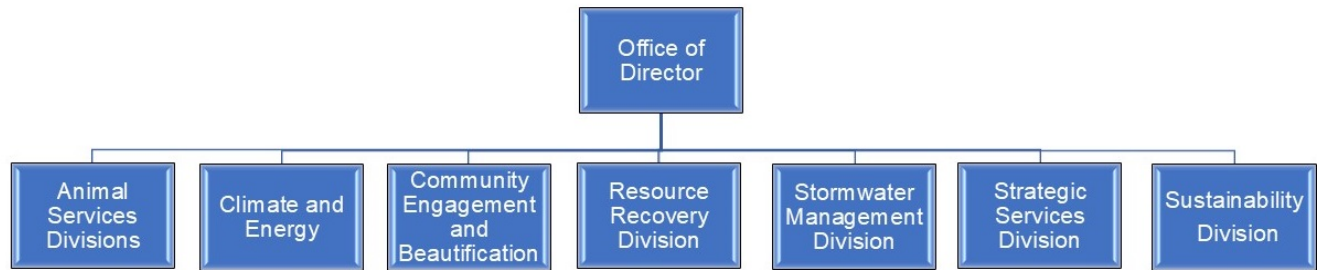 Office of
Director
Animal
Services
Divisions
Climate and
Energy
Community
Engagement
and
Beautification
Resource
Recovery
Division
Stormwater
Management
Division
Strategic
Services
Division
Sustainability
Division